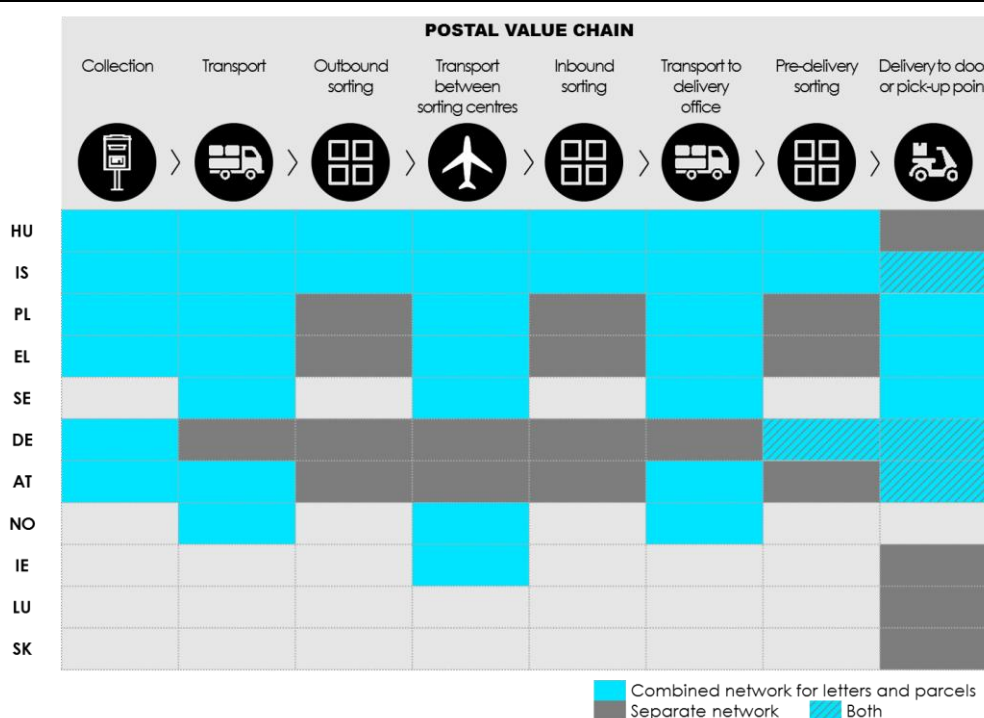 POSTAL VALUE CHAIN
Collection
Transport
Outbound
sorting
Transport
between
sorting centres
Inbound
sorting
Transport to
delivery
office
Pre-delivery
sorting
Delivery to doo
or pick-up poin
HU
IS
PL
EL
SE
DE
AT
NO
IE
LU
SK
Combined network for letters and parcels
Separate network
Both